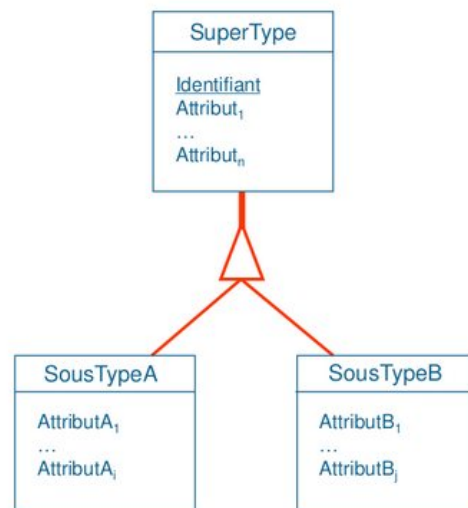 SuperType
Identifiant
Attribut₁
...
Attributₙ
SousTypeA
AttributA₁
...
AttributAᵢ
SousTypeB
AttributB₁
...
AttributBⱼ